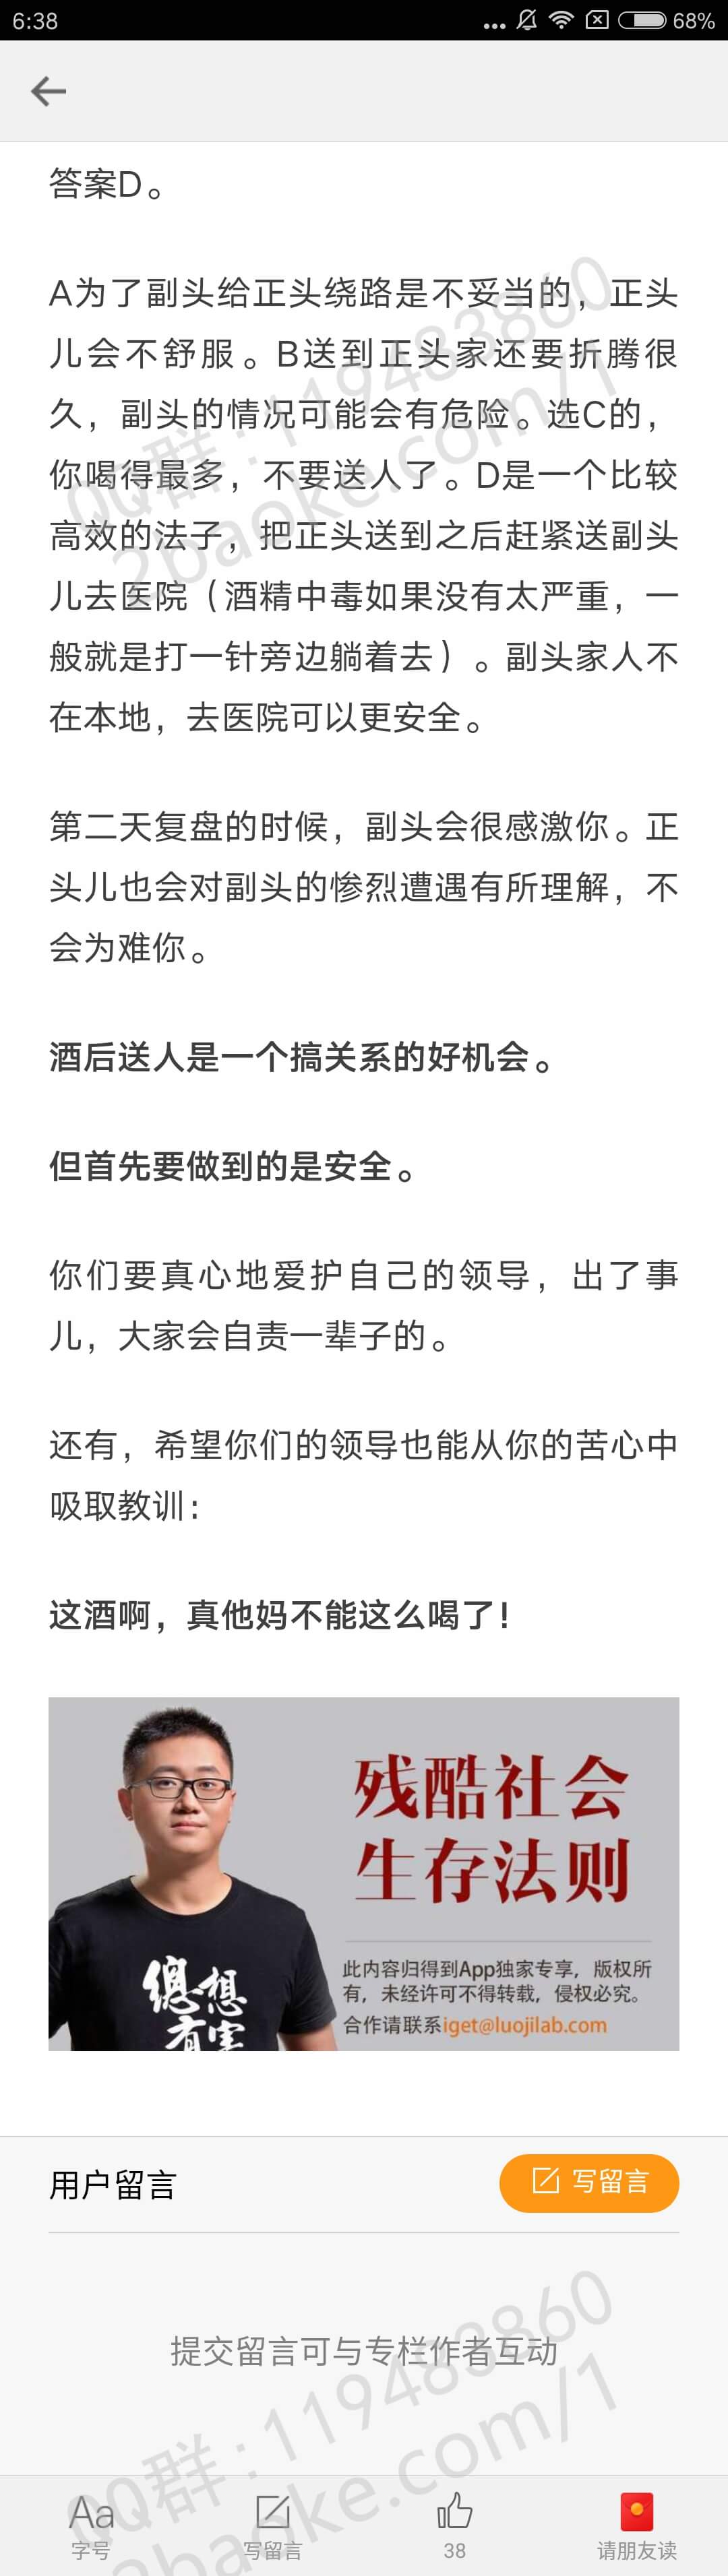 6:38
68%
答案D。
A为了副头给正头绕路是不妥当的，正头
儿会不舒服。B送到正头家还要折腾很
久，副头的情况可能会有危险。选C的，
你喝得最多，不要送人了。D是一个比较
高效的法子，把正头送到之后赶紧送副头
儿去医院（酒精中毒如果没有太严重，一
般就是打一针旁边躺着去）。副头家人不
在本地，去医院可以更安全。
第二天复盘的时候，副头会很感激你。正
头儿也会对副头的惨烈遭遇有所理解，不
会为难你。
酒后送人是一个搞关系的好机会。
但首先要做到的是安全。
你们要真心地爱护自己的领导，出了事
儿，大家会自责一辈子的。
还有，希望你们的领导也能从你的苦心中
吸取教训：
这酒啊，真他妈不能这么喝了！
QQ群：119483860
2baoke.com/1
残酷社会
生存法则
此内容归得到App独家专享，版权所
有，未经许可不得转载，侵权必究。
合作请联系iget@luojilab.com
想
有害
用户留言
写留言
提交留言可与专栏作者互动
QQ群：119483860
2baoke.com/1
Aa
字号
写留言
38
请朋友读